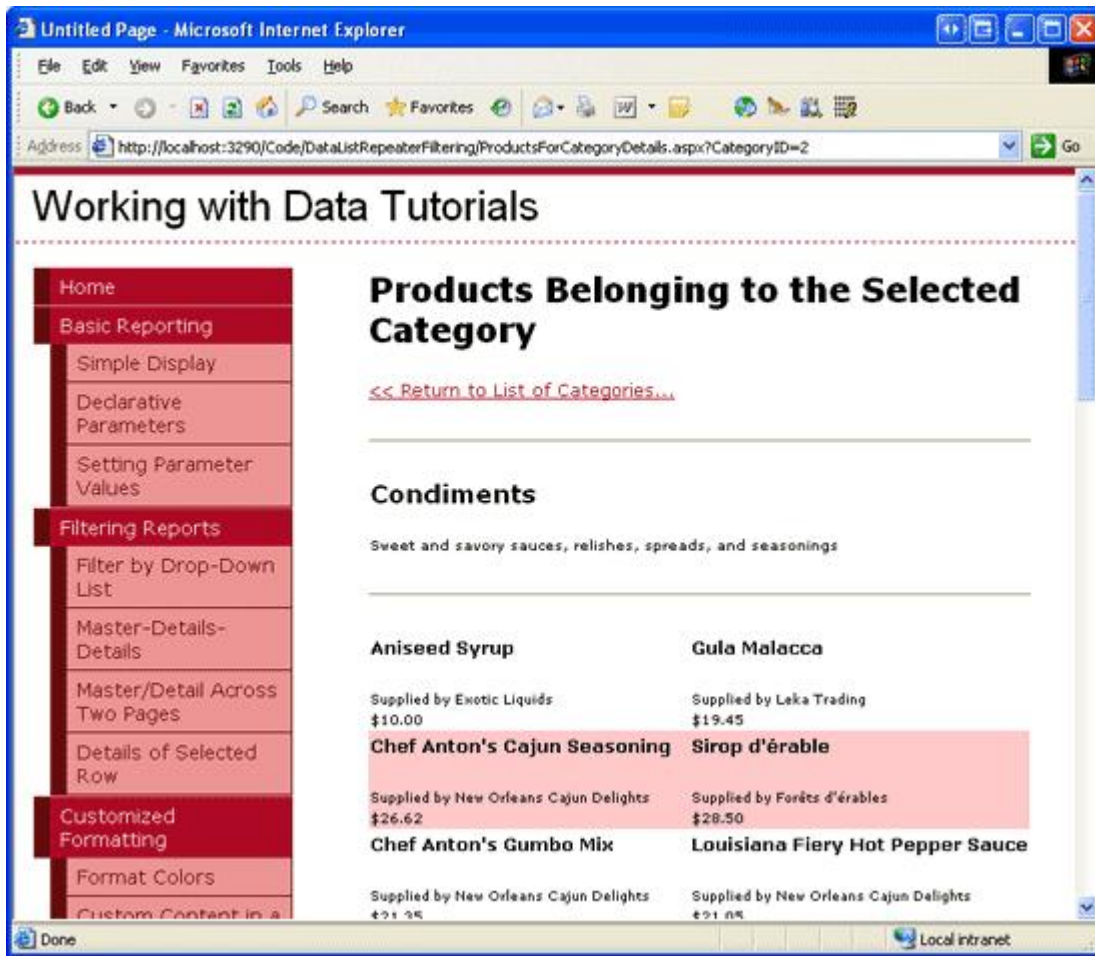 Untitled Page - Microsoft Internet Explorer
File Edit View Favorites Tools Help
Back Search Favorites
Address http://localhost:3290/Code/DataListRepeaterFiltering/ProductsForCategoryDetails.aspx?CategoryID=2 Go
Working with Data Tutorials
Home
Basic Reporting
Simple Display
Declarative
Parameters
Setting Parameter
Values
Filtering Reports
Filter by Drop-Down
List
Master-Details-
Details
Master/Detail Across
Two Pages
Details of Selected
Row
Customized
Formatting
Format Colors
Custom Content in a
Products Belonging to the Selected
Category
<< Return to List of Categories...
Condiments
Sweet and savory sauces, relishes, spreads, and seasonings
Aniseed Syrup
Supplied by Exotic Liquids
$10.00
Gula Malacca
Supplied by Leka Trading
$19.45
Chef Anton's Cajun Seasoning
Supplied by New Orleans Cajun Delights
$26.62
Sirop d'érable
Supplied by Forêts d'érables
$28.50
Chef Anton's Gumbo Mix
Supplied by New Orleans Cajun Delights
$21.35
Louisiana Fiery Hot Pepper Sauce
Supplied by New Orleans Cajun Delights
$21.05
Done
Local intranet